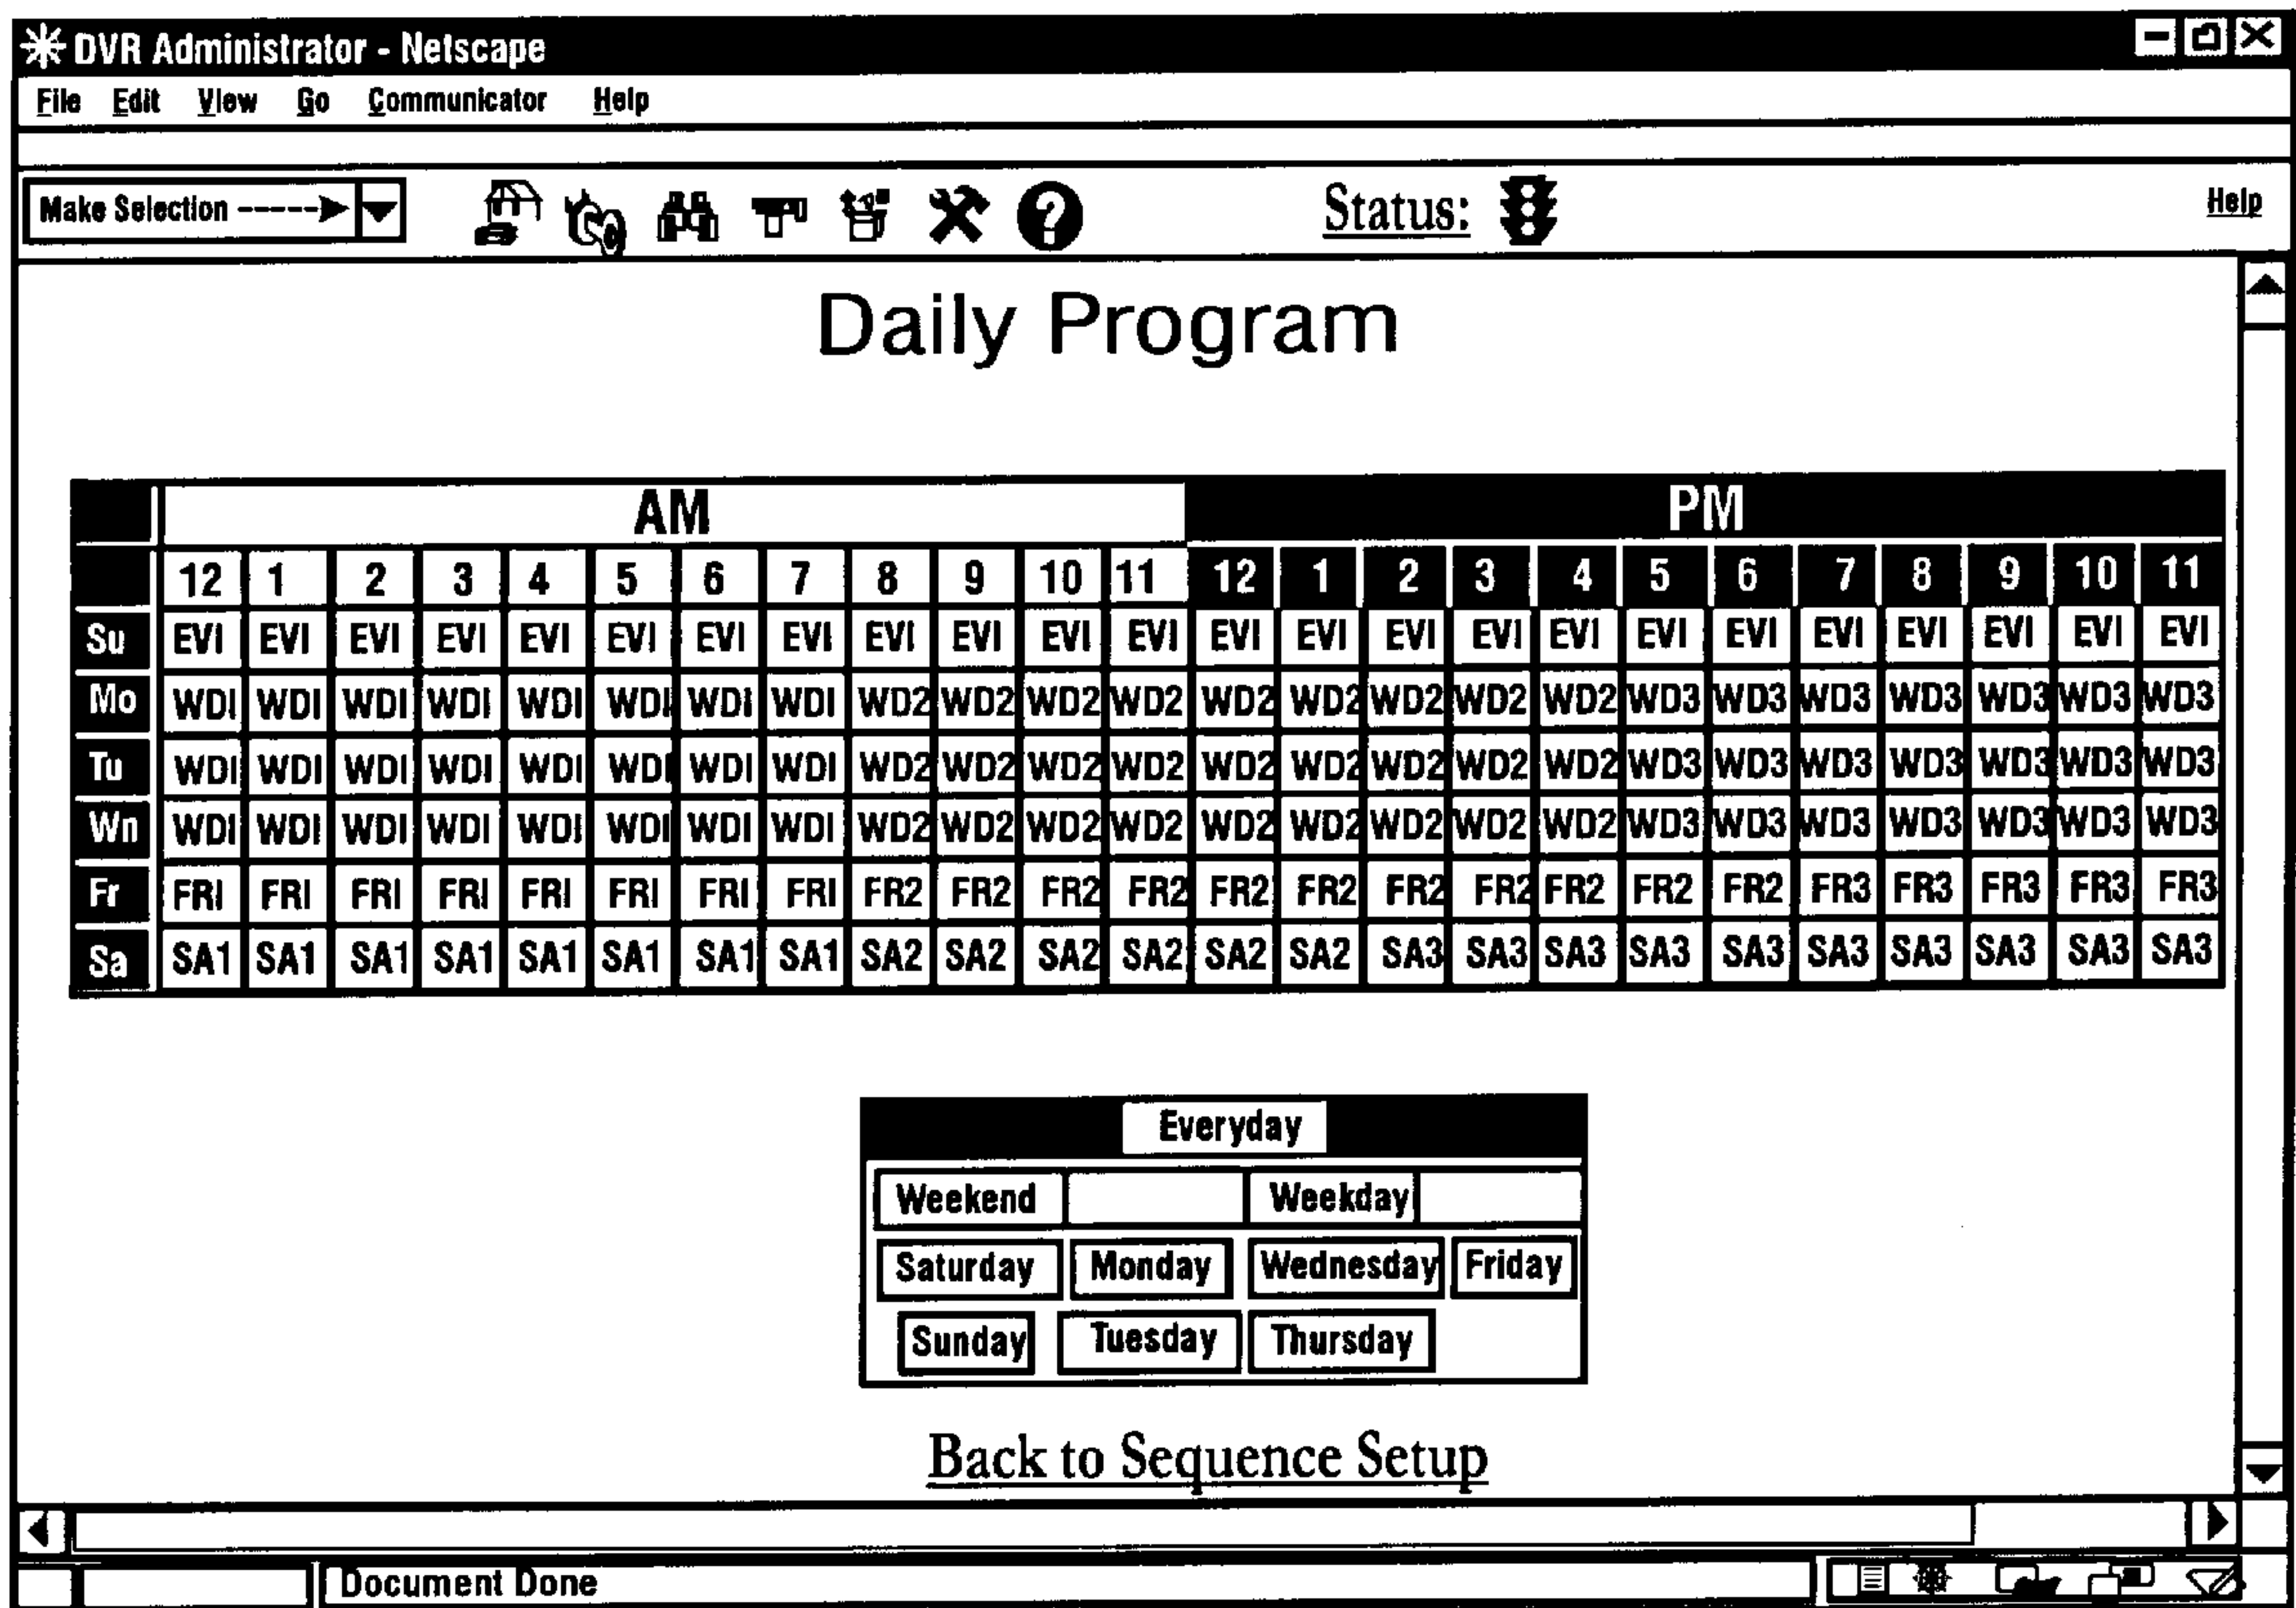 DVR Administrator - Netscape
File Edit View Go Communicator Help
Make Selection -----> ? Status: Help
Daily Program
AM PM
12 1 2 3 4 5 6 7 8 9 10 11 12 1 2 3 4 5 6 7 8 9 10 11
Su EVI EVI EVI EVI EVI EVI EVI EVI EVI EVI EVI EVI EVI EVI EVI EVI EVI EVI EVI EVI EVI EVI EVI EVI
Mo WDI WDI WDI WDI WDI WDI WDI WDI WD2 WD2 WD2 WD2 WD2 WD2 WD2 WD2 WD2 WD3 WD3 WD3 WD3 WD3 WD3 WD3
Tu WDI WDI WDI WDI WDI WDI WDI WDI WD2 WD2 WD2 WD2 WD2 WD2 WD2 WD2 WD2 WD3 WD3 WD3 WD3 WD3 WD3 WD3
Wn WDI WDI WDI WDI WDI WDI WDI WDI WD2 WD2 WD2 WD2 WD2 WD2 WD2 WD2 WD2 WD3 WD3 WD3 WD3 WD3 WD3 WD3
Fr FRI FRI FRI FRI FRI FRI FRI FRI FR2 FR2 FR2 FR2 FR2 FR2 FR2 FR2 FR2 FR2 FR2 FR3 FR3 FR3 FR3 FR3
Sa SA1 SA1 SA1 SA1 SA1 SA1 SA1 SA1 SA2 SA2 SA2 SA2 SA2 SA2 SA3 SA3 SA3 SA3 SA3 SA3 SA3 SA3 SA3 SA3
Everyday
Weekend Weekday
Saturday Monday Wednesday Friday
Sunday Tuesday Thursday
Back to Sequence Setup
Document Done